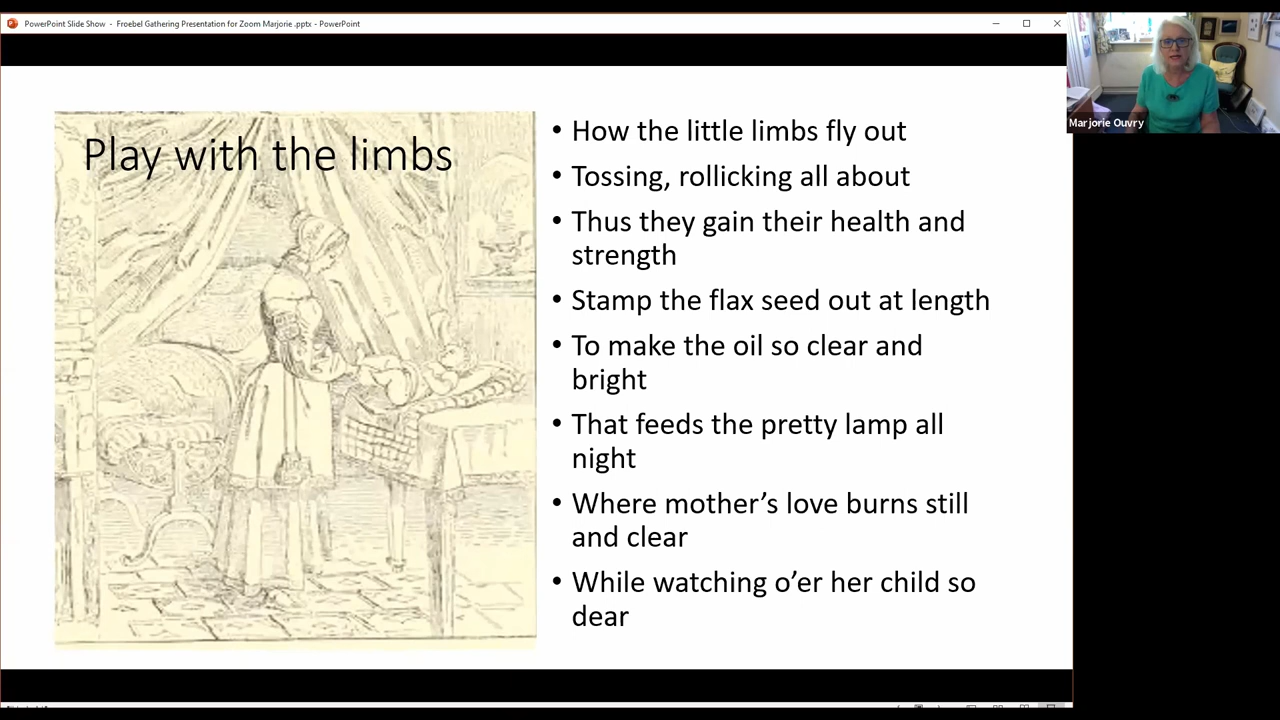 PowerPoint Slide Show - Froebel Gathering Presentation for Zoom Marjorie .pptx - PowerPoint
Marjorie Ouvry
Play with the limbs
• How the little limbs fly out
• Tossing, rollicking all about
• Thus they gain their health and
strength
• Stamp the flax seed out at length
• To make the oil so clear and
bright
• That feeds the pretty lamp all
night
• Where mother’s love burns still
and clear
• While watching o’er her child so
dear